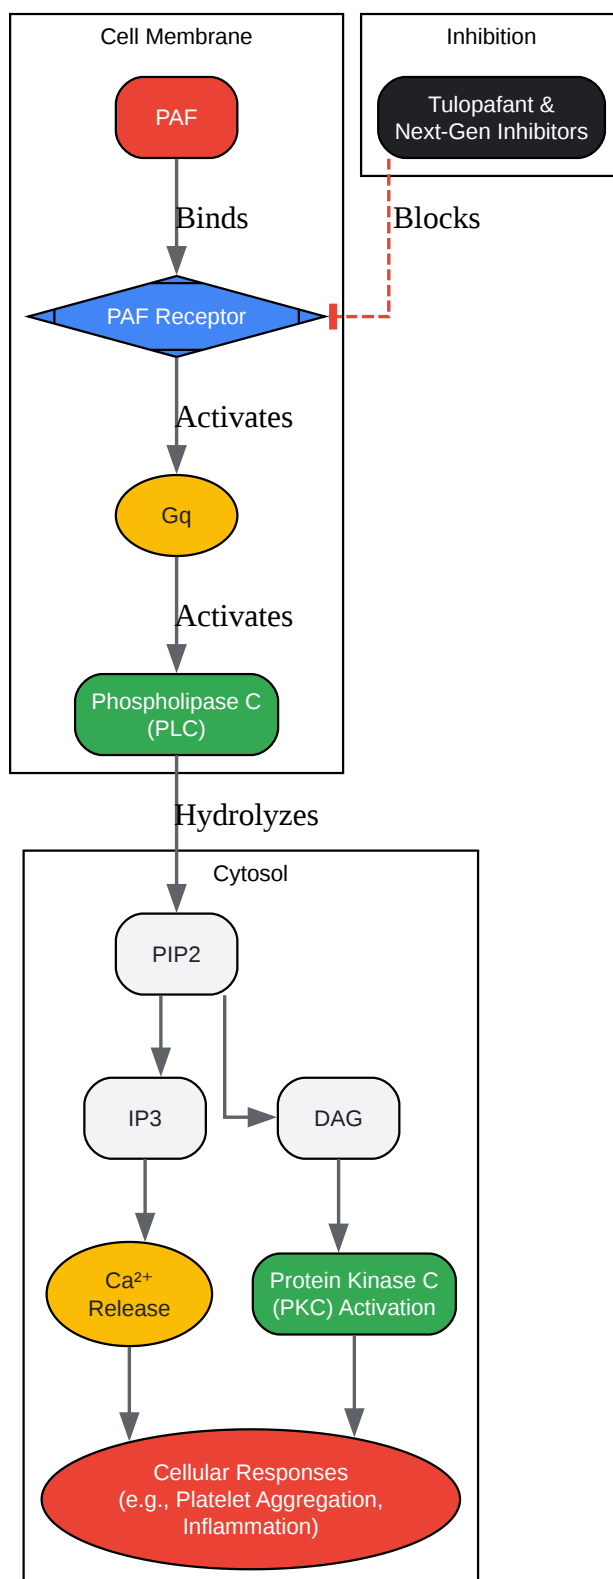 Cell Membrane
Inhibition
PAF
Tulopafant &
Next-Gen Inhibitors
Binds
Blocks
PAF Receptor
Activates
Gq
Activates
Phospholipase C
(PLC)
Hydrolyzes
Cytosol
PIP2
IP3
DAG
Ca²⁺
Release
Protein Kinase C
(PKC) Activation
Cellular Responses
(e.g., Platelet Aggregation,
Inflammation)